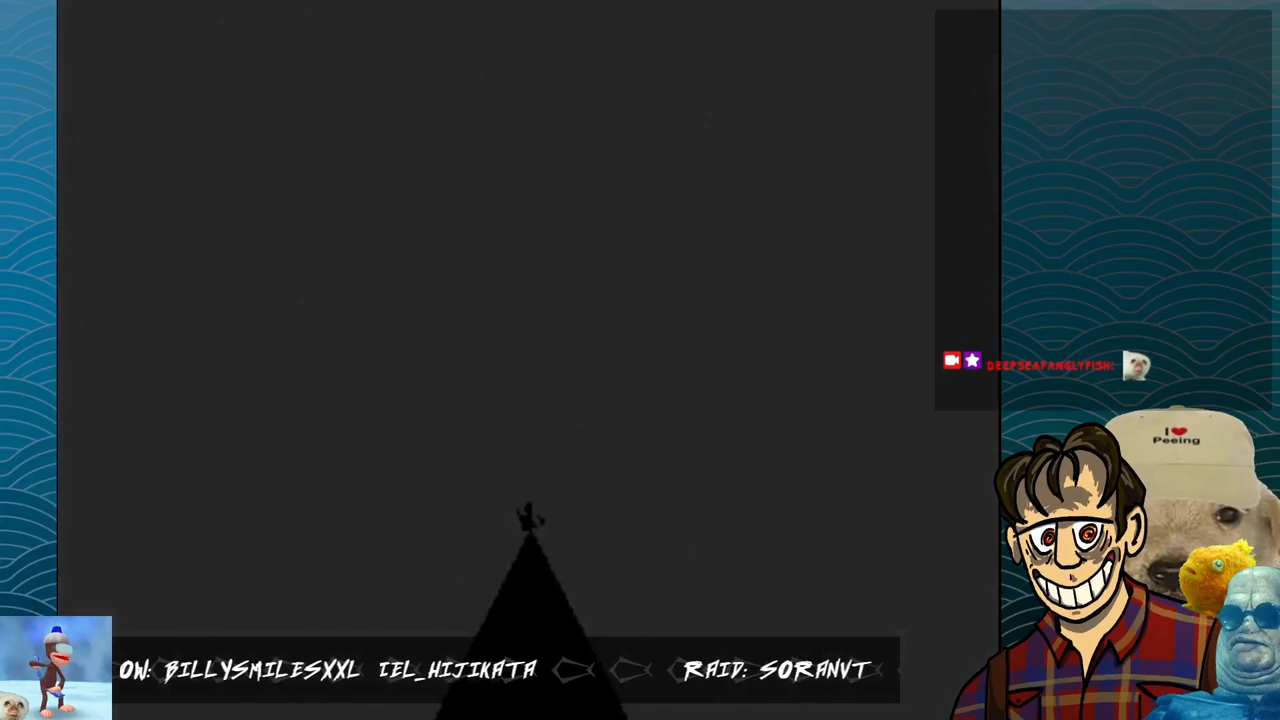 DEEPSEAFANGLYFISH:
I ❤
Peeing
OW: BILLYSMILESXXL IEL_HIJIKATA RAID: SORANVT